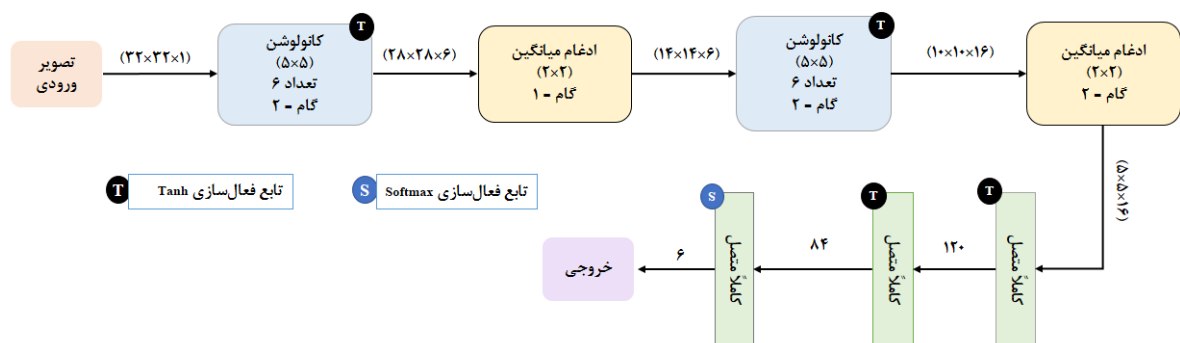 تصویر
ورودی
(۳۲×۳۲×۱)
T
کانولوشن
(۵×۵)
تعداد ۶
گام = ۲
(۲۸×۲۸×۶)
ادغام میانگین
(۲×۲)
گام = ۱
(۱۴×۱۴×۶)
T
کانولوشن
(۵×۵)
تعداد ۶
گام = ۲
(۱۰×۱۰×۱۶)
ادغام میانگین
(۲×۲)
گام = ۲
(۵×۵×۱۶)
T
کاملاً متصل
۱۲۰
T
کاملاً متصل
۸۴
S
کاملاً متصل
۶
خروجی
S
تابع فعال‌سازی Softmax
T
تابع فعال‌سازی Tanh